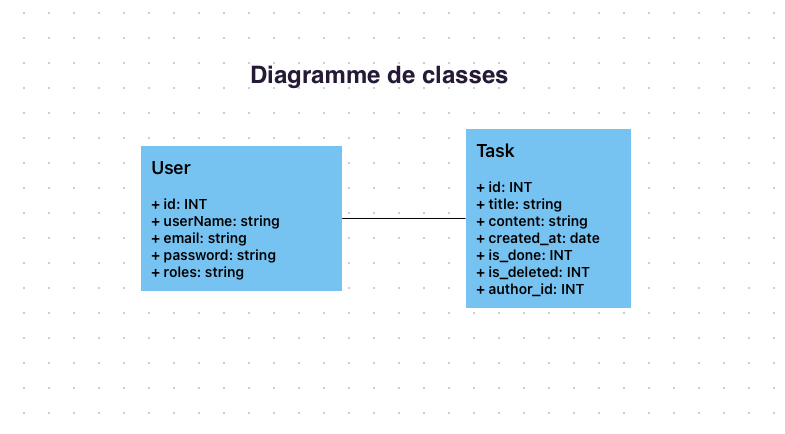 Diagramme de classes
User
+ id: INT
+ userName: string
+ email: string
+ password: string
+ roles: string
Task
+ id: INT
+ title: string
+ content: string
+ created_at: date
+ is_done: INT
+ is_deleted: INT
+ author_id: INT